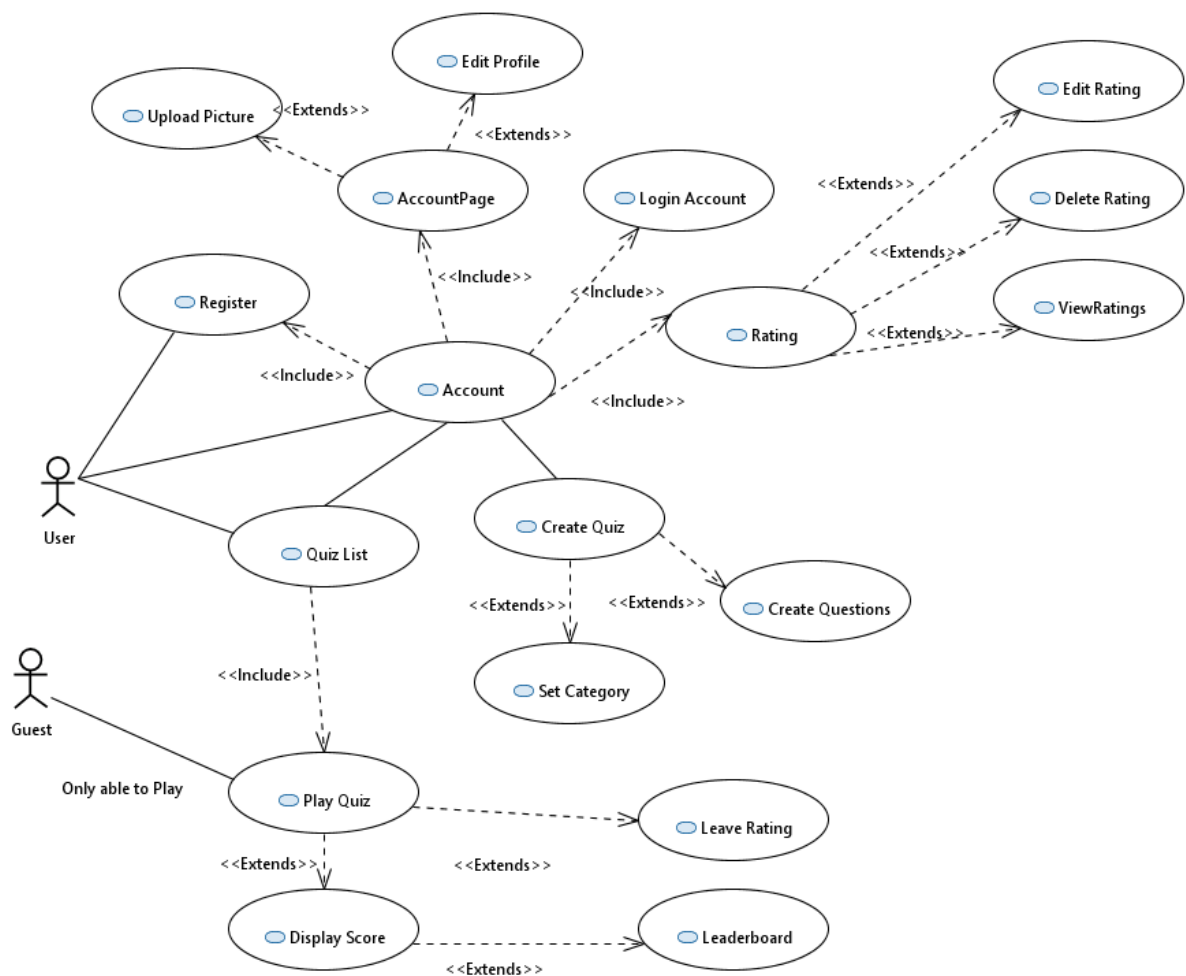 Edit Profile
Upload Picture
<<Extends>>
<<Extends>>
Edit Rating
AccountPage
Login Account
<<Extends>>
Delete Rating
<<Extends>>
<<Include>>
<<Include>>
Register
ViewRatings
Rating
<<Extends>>
<<Include>>
Account
<<Include>>
User
Quiz List
Create Quiz
<<Extends>>
<<Extends>>
Create Questions
<<Include>>
Set Category
Guest
Only able to Play
Play Quiz
Leave Rating
<<Extends>>
<<Extends>>
Display Score
Leaderboard
<<Extends>>